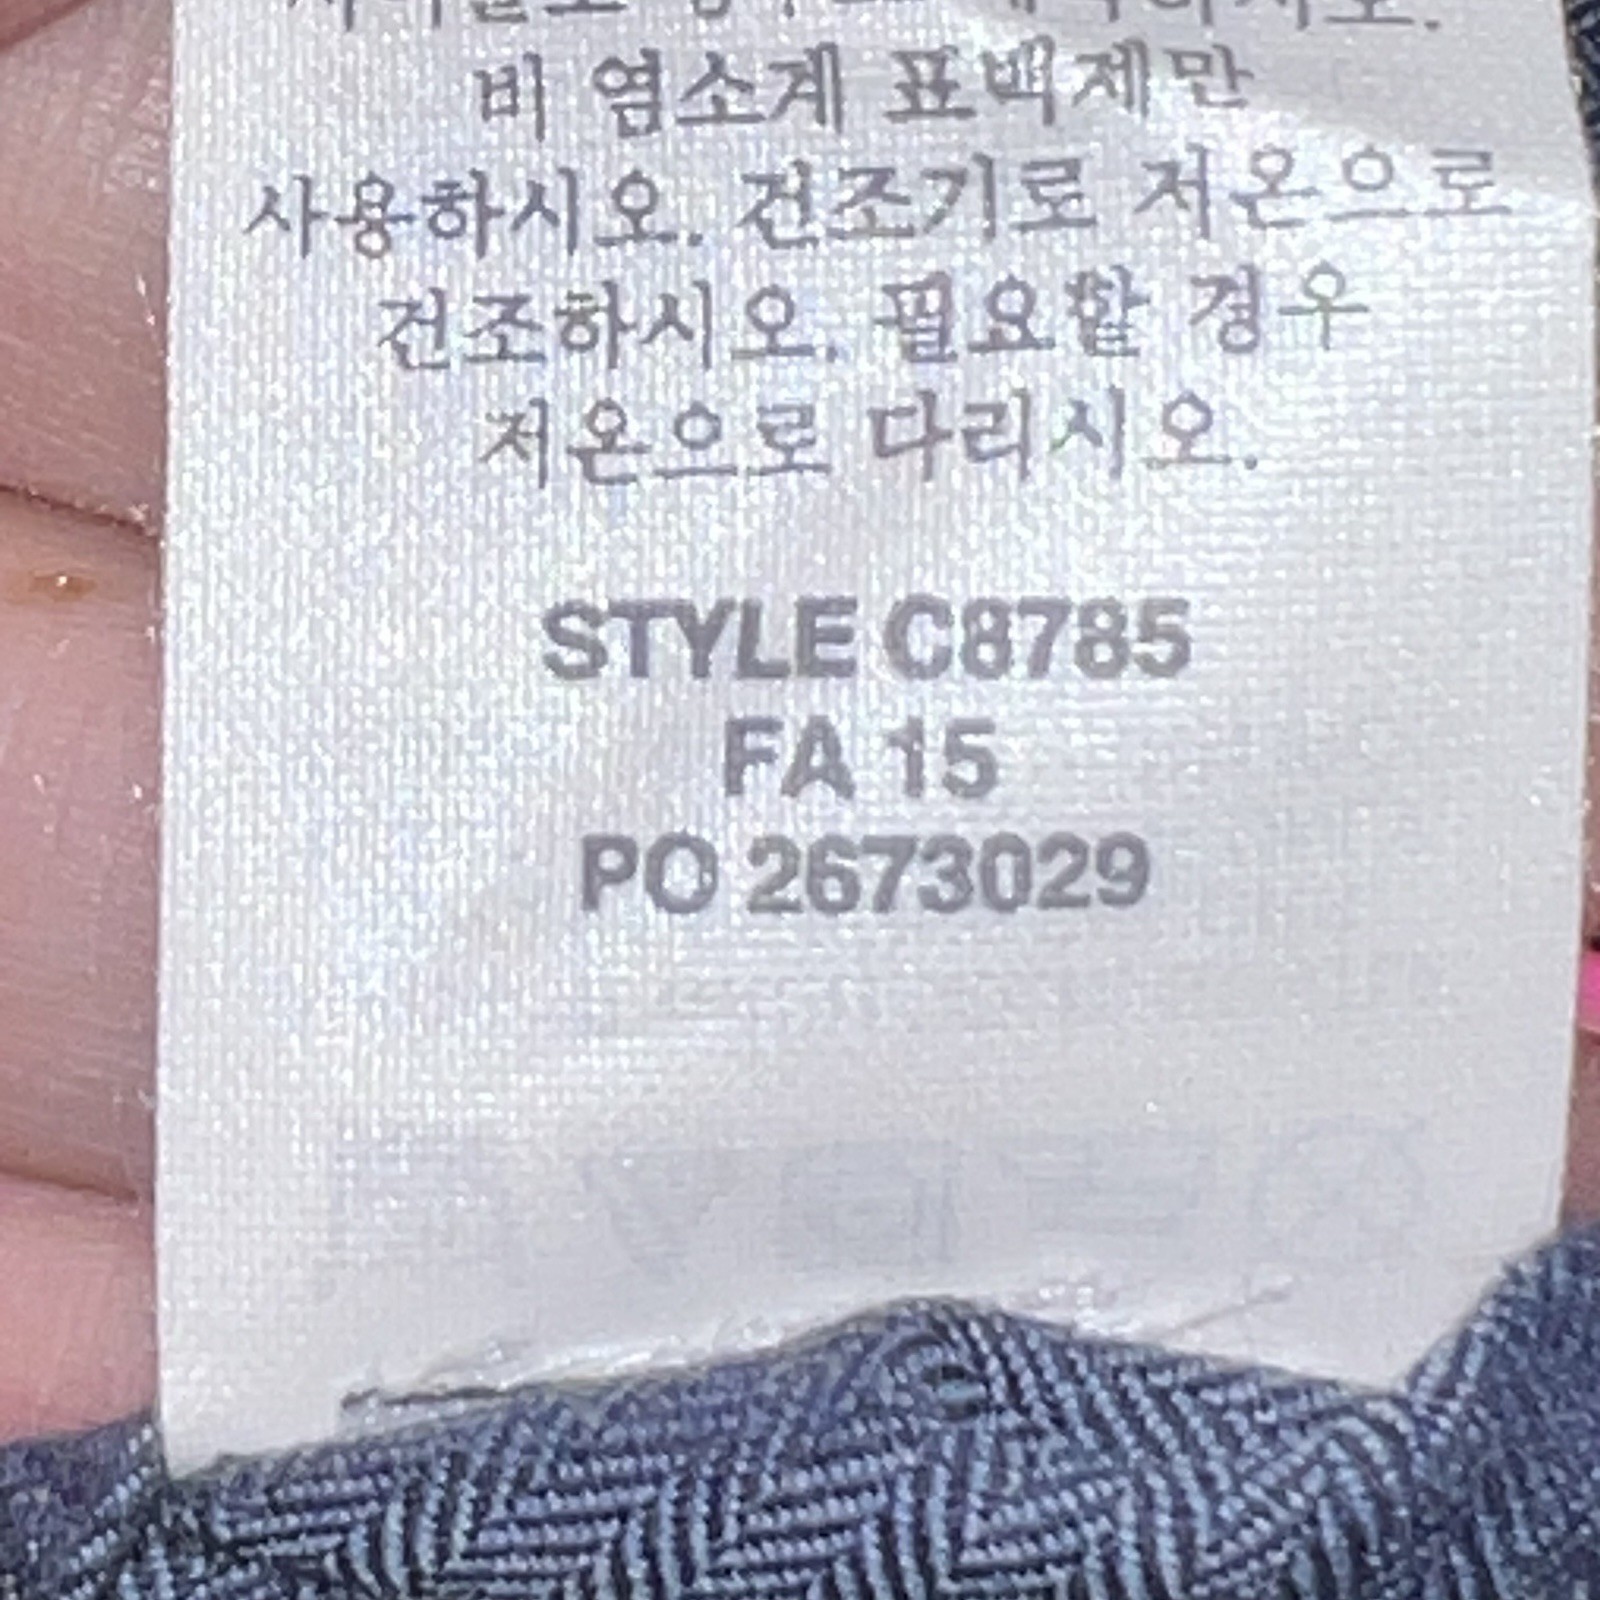 비 염소계 표백제만
사용하시오. 건조기로 저온으로
건조하시오. 필요할 경우
저온으로 다리시오.
STYLE C8785
FA 15
PO 2673029